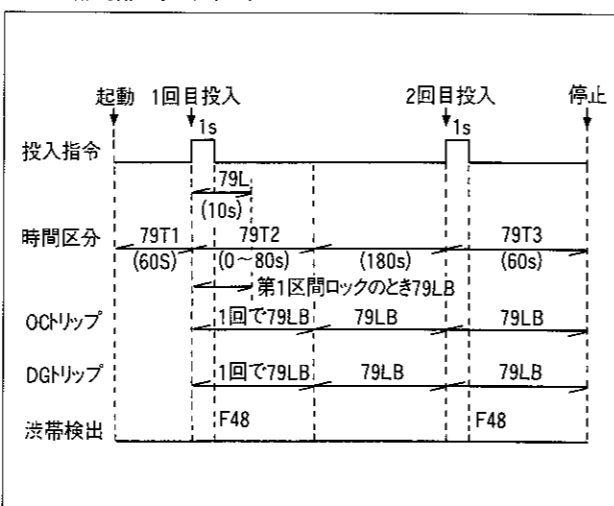 起動 1回目投入 2回目投入 停止
1s 1s
投入指令
79L
(10s)
時間区分 79T1 79T2 79T3
(60S) (0~80s) (180s) (60s)
第1区間ロックのとき79LB
OCトリップ 1回で79LB 79LB 79LB
DGトリップ 1回で79LB 79LB 79LB
渋帯検出 F48 F48